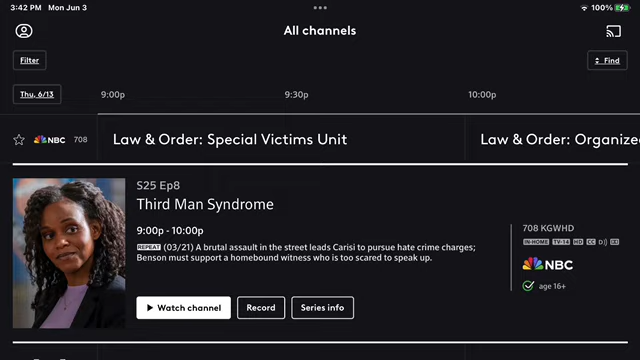 3:42 PM Mon Jun 3
100%
All channels
Filter
Find
Thu, 6/13
9:00p
9:30p
10:00p
NBC 708
Law & Order: Special Victims Unit
Law & Order: Organize
S25 Ep8
Third Man Syndrome
9:00p - 10:00p
REPEAT (03/21) A brutal assault in the street leads Carisi to pursue hate crime charges;
Benson must support a homebound witness who is too scared to speak up.
708 KGWHD
IN-HOME TV-14 HD CC
NBC
age 16+
Watch channel
Record
Series info